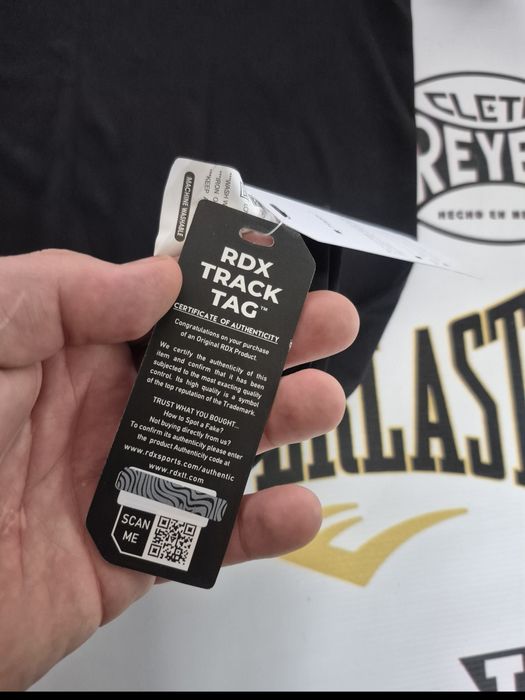 RDX
TRACK
TAG™
CERTIFICATE OF AUTHENTICITY
Congratulations on your purchase
of an Original RDX Product
We certify the authenticity of this
item and confirm that it has been
subjected to the most exacting quality
control. Its high quality is a symbol
of the top reputation of the Trademark.
TRUST WHAT YOU BOUGHT...
How to Spot a Fake?
Not buying directly from us?
To confirm its authenticity please enter
the product Authenticity code at
www.rdxsports.com/authentic
www.rdxtt.com
SCAN
ME
MACHINE WASHABLE
CLET
REYE
HECHO EN M
ERLAST